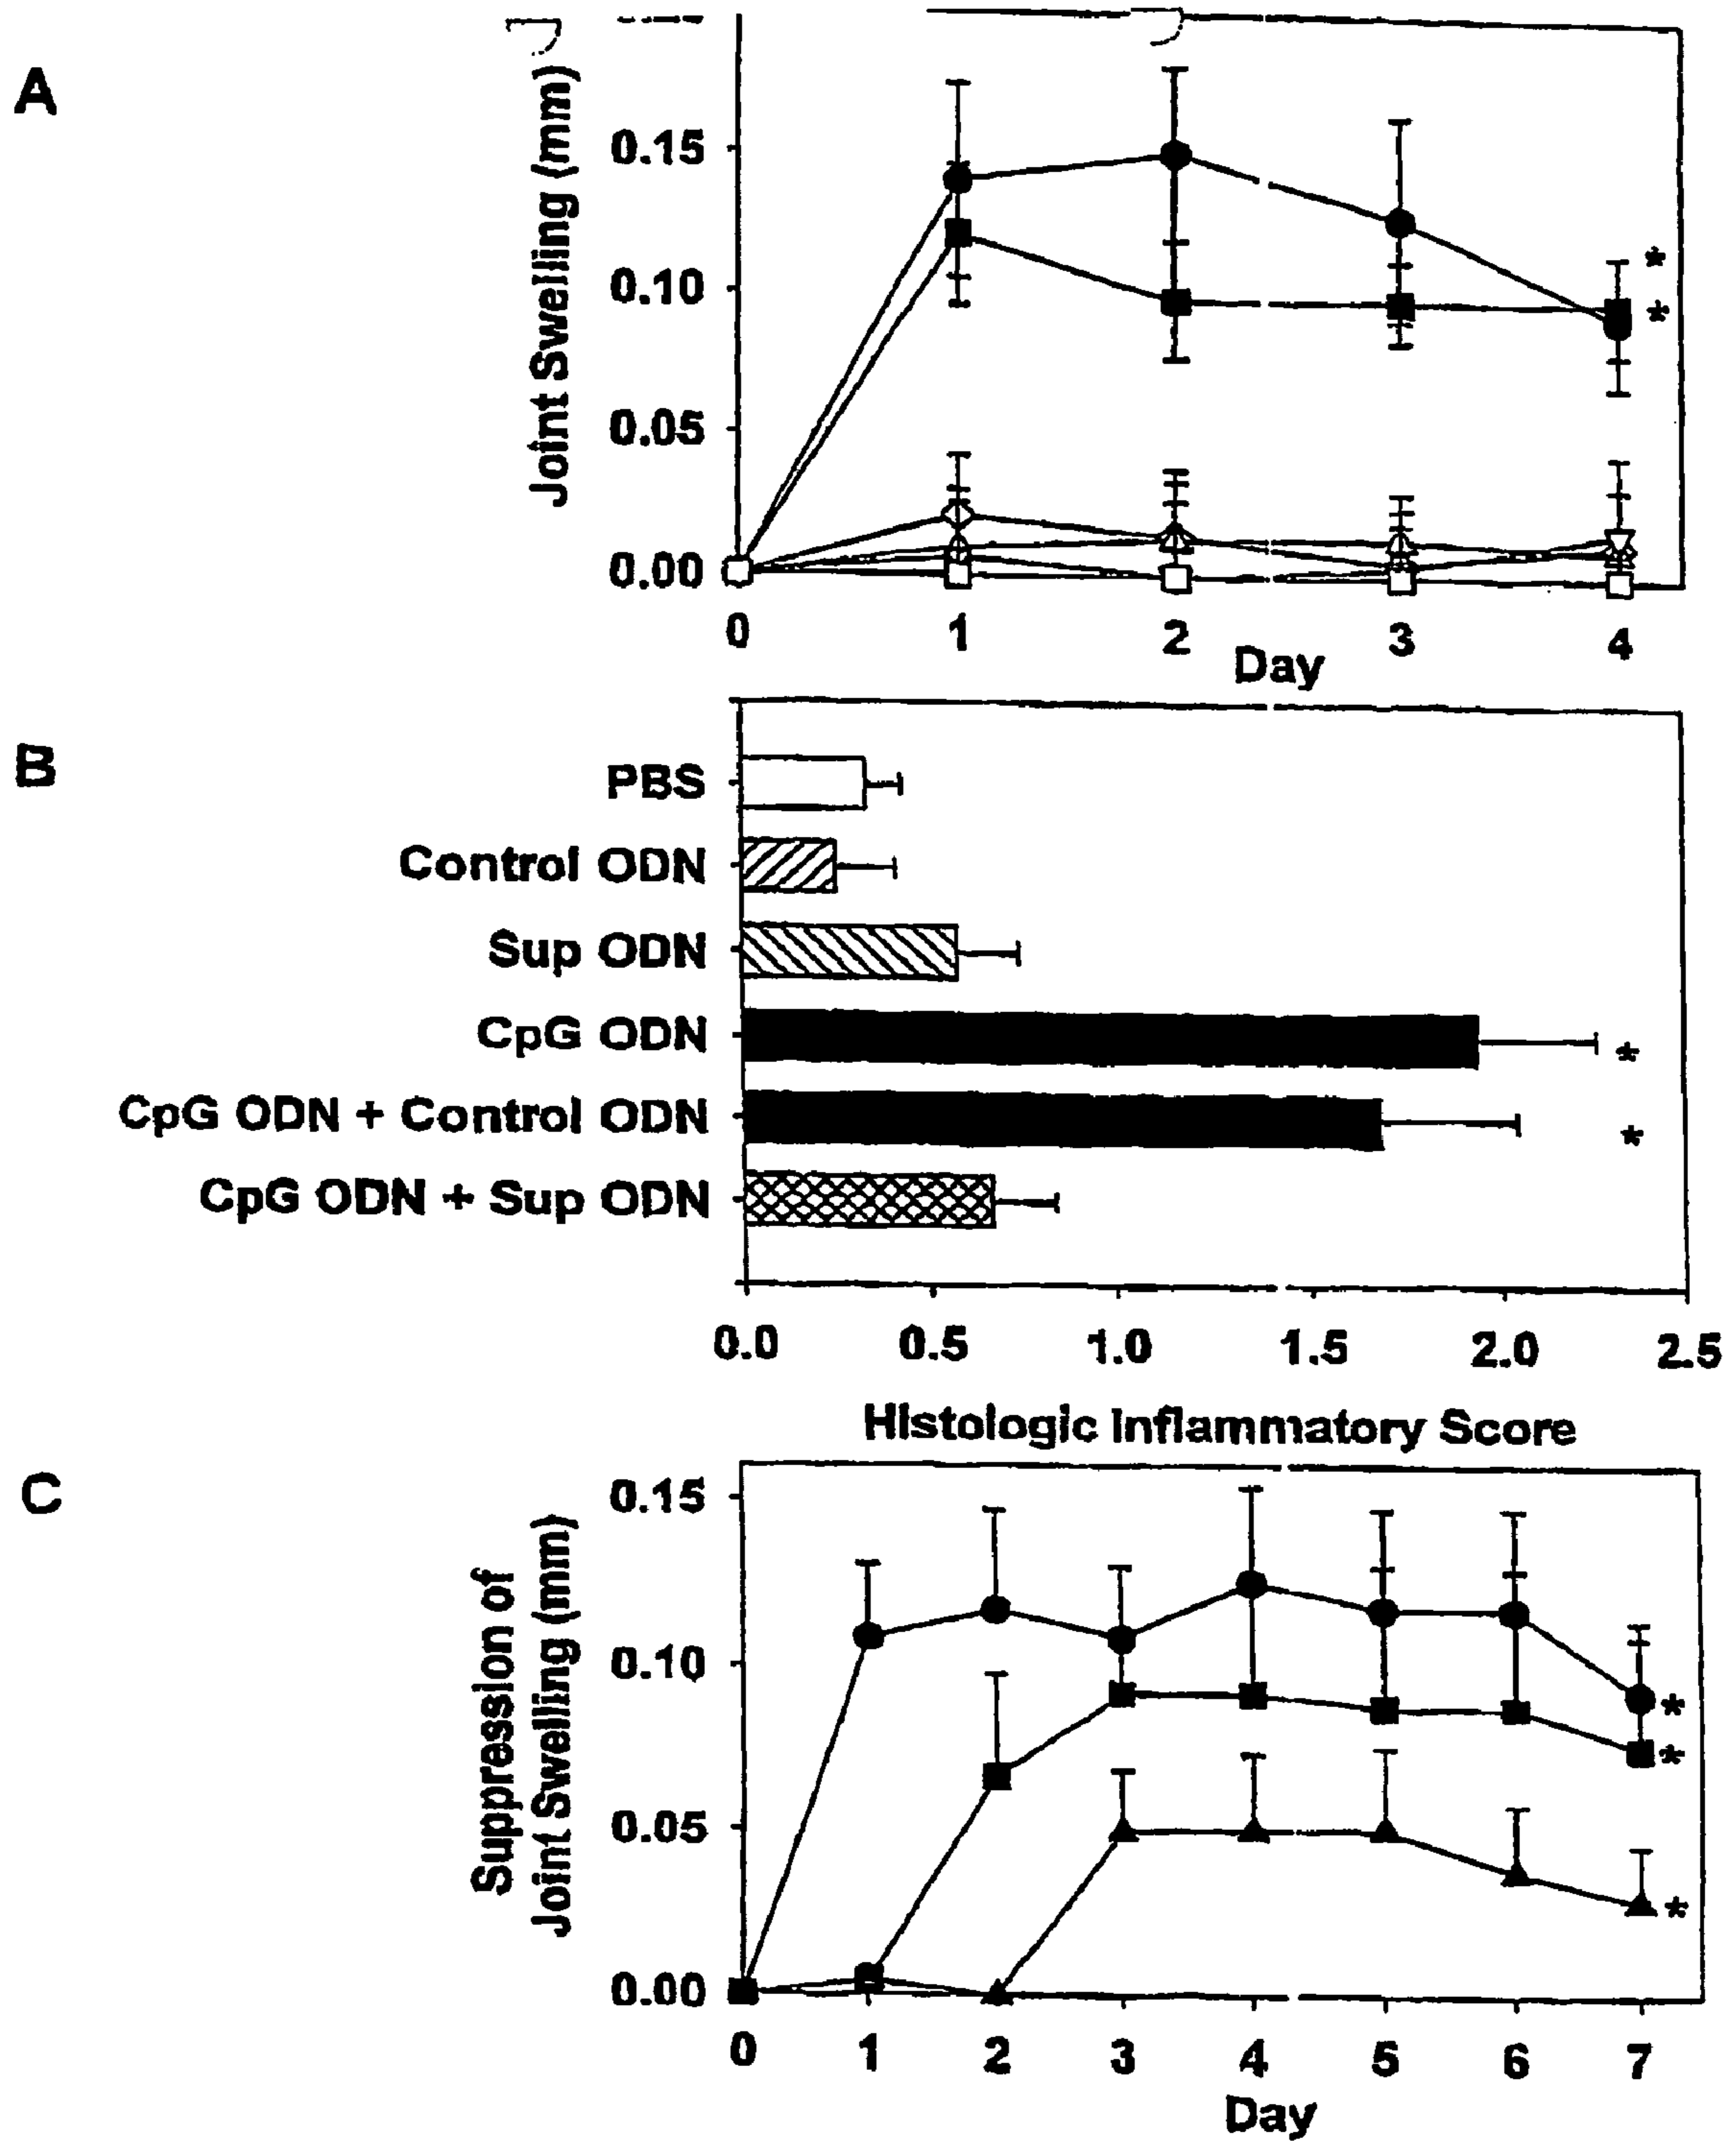 A
Joint Swelling (mm)
0.15
0.10
0.05
0.00
*
*
0 1 2 3 4
Day
B
PBS
Control ODN
Sup ODN
CpG ODN
*
CpG ODN + Control ODN
*
CpG ODN + Sup ODN
0.0 0.5 1.0 1.5 2.0 2.5
Histologic Inflammatory Score
C
Suppression of
Joint Swelling (mm)
0.15
0.10
0.05
0.00
*
*
*
0 1 2 3 4 5 6 7
Day